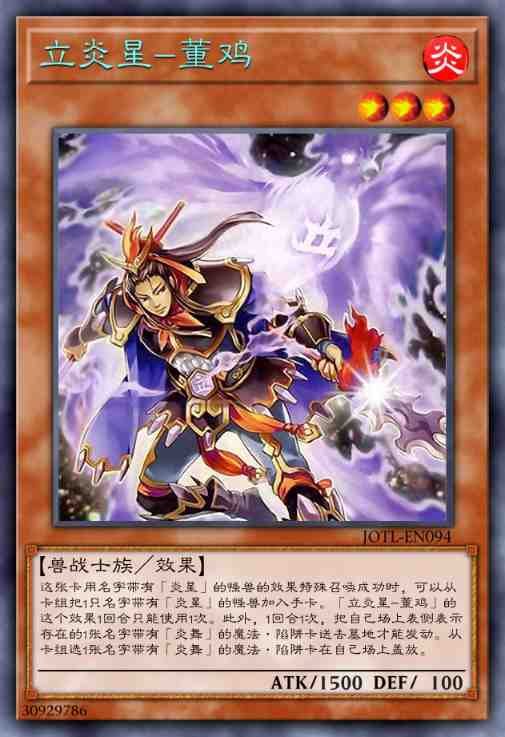 立炎星-董鸡
炎
立
JOTL-EN094
【兽战士族／效果】
这张卡用名字带有「炎星」的怪兽的效果特殊召唤成功时，可以从
卡组把1只名字带有「炎星」的怪兽加入手卡。「立炎星-董鸡」的
这个效果1回合只能使用1次。此外，1回合1次，把自己场上表侧表示
存在的1张名字带有「炎舞」的魔法·陷阱卡送去墓地才能发动。从
卡组选1张名字带有「炎舞」的魔法·陷阱卡在自己场上盖放。
ATK/1500 DEF/ 100
30929786